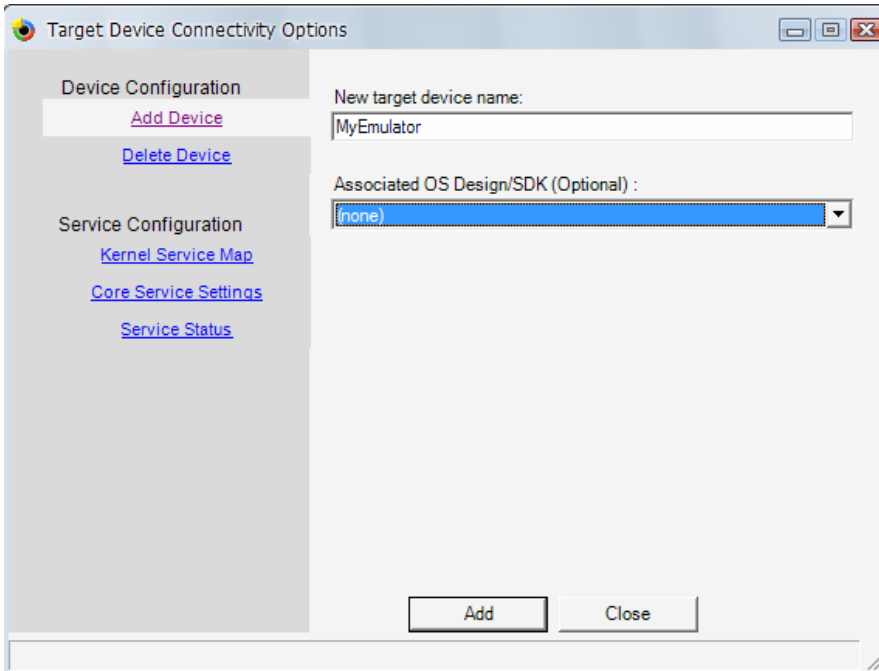 Target Device Connectivity Options
Device Configuration
Add Device
Delete Device
Service Configuration
Kernel Service Map
Core Service Settings
Service Status
New target device name:
MyEmulator
Associated OS Design/SDK (Optional) :
(none)
Add
Close